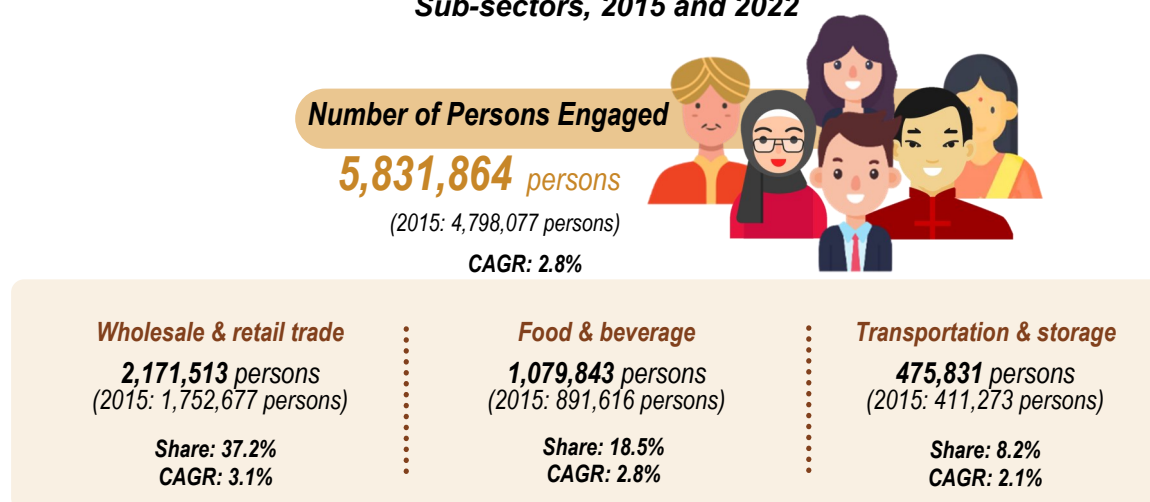 Sub-sectors, 2015 and 2022
Number of Persons Engaged
5,831,864 persons
(2015: 4,798,077 persons)
CAGR: 2.8%
Wholesale & retail trade
2,171,513 persons
(2015: 1,752,677 persons)
Share: 37.2%
CAGR: 3.1%
Food & beverage
1,079,843 persons
(2015: 891,616 persons)
Share: 18.5%
CAGR: 2.8%
Transportation & storage
475,831 persons
(2015: 411,273 persons)
Share: 8.2%
CAGR: 2.1%